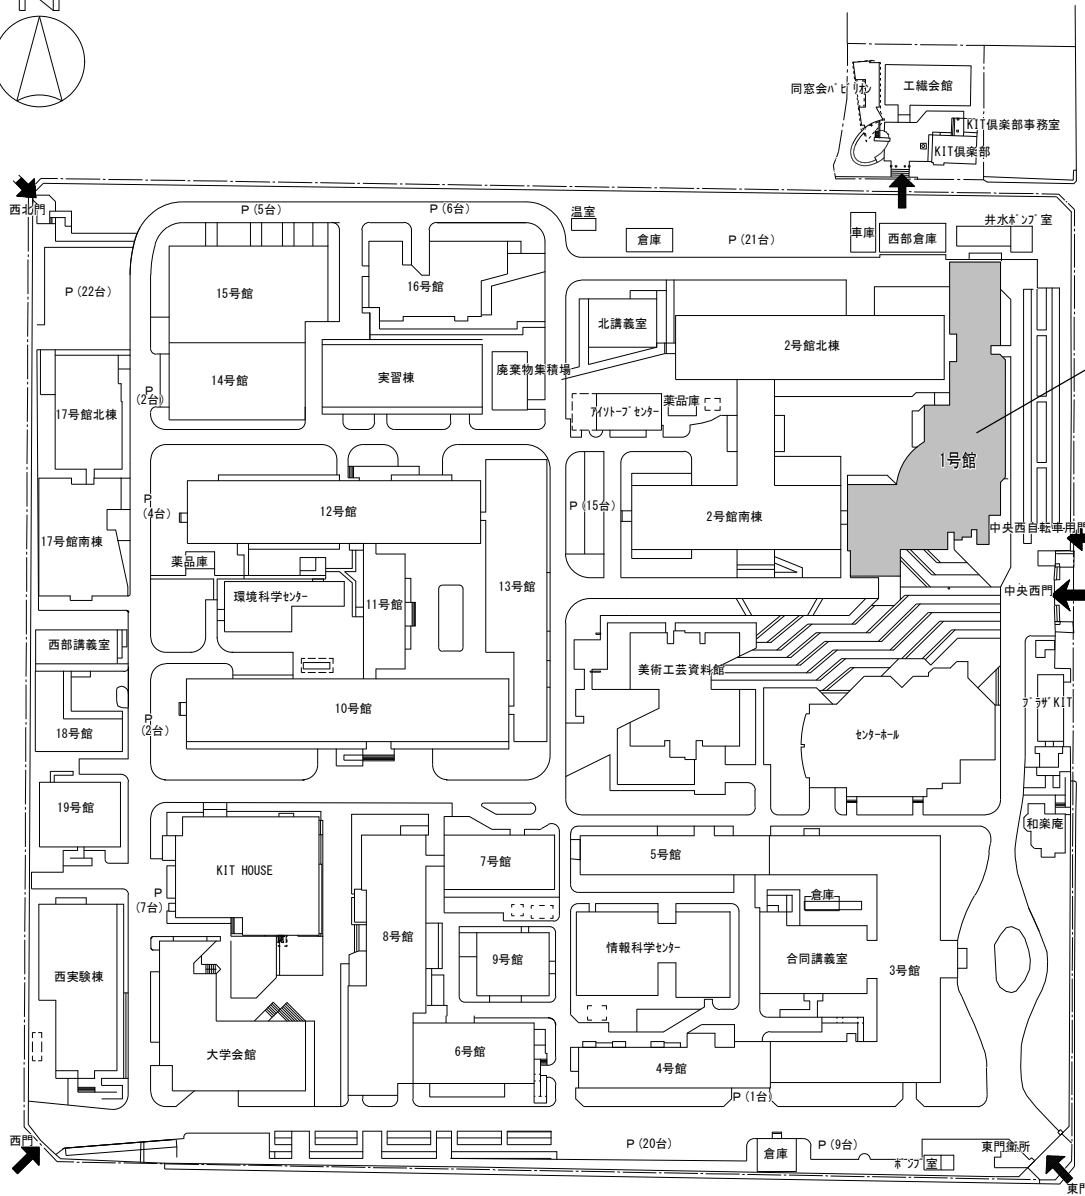 同窓会パビリオン
工繊会館
KIT倶楽部事務室
KIT倶楽部
西北門
P (5台)
P (6台)
温室
倉庫
P (21台)
車庫
西部倉庫
井水ポンプ室
P (22台)
15号館
16号館
北講義室
2号館北棟
14号館
実習棟
廃棄物集積場
P
(2台)
17号館北棟
アイソトープセンター
薬品庫
1号館
P
(4台)
12号館
P (15台)
2号館南棟
中央西自転車用門
17号館南棟
薬品庫
環境科学センター
11号館
13号館
中央西門
西部講義室
美術工芸資料館
プラザKIT
10号館
P
(2台)
18号館
センターホール
19号館
和楽庵
KIT HOUSE
7号館
5号館
P
(7台)
倉庫
8号館
9号館
情報科学センター
合同講義室
3号館
西実験棟
大学会館
6号館
4号館
P (1台)
西門
P (20台)
倉庫
P (9台)
ポンプ室
東門衛所
東門